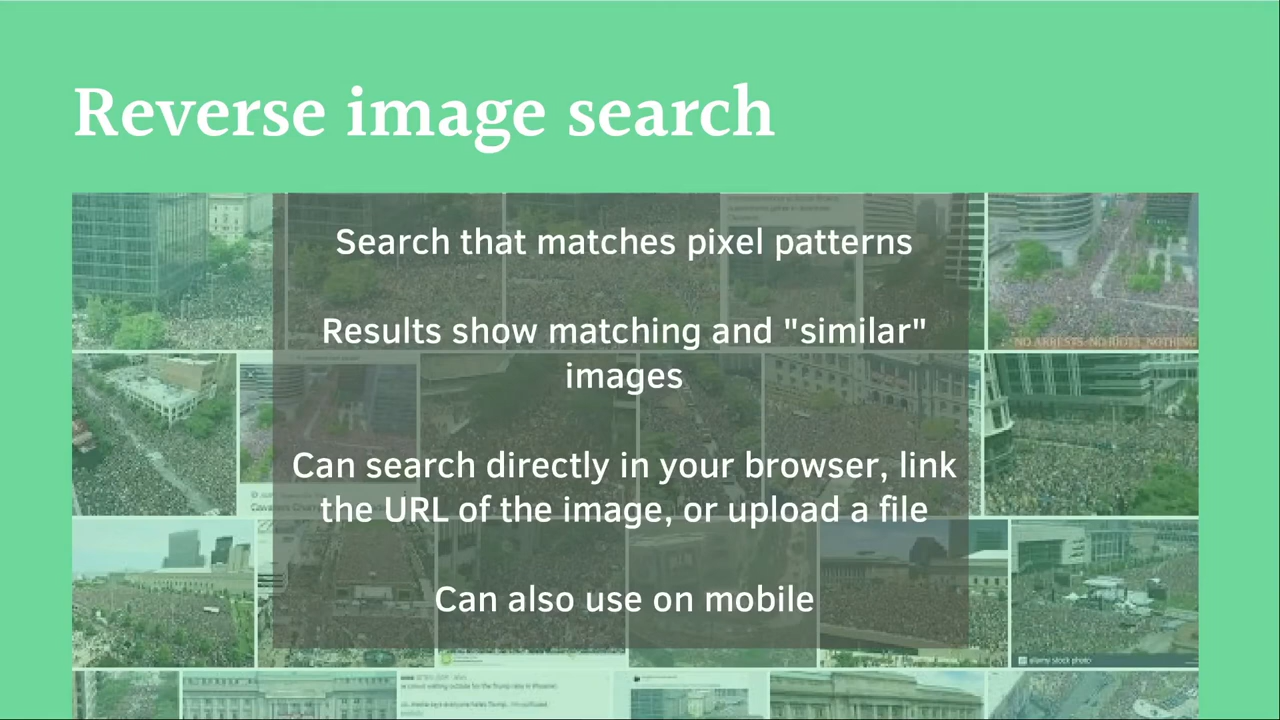 Reverse image search
Search that matches pixel patterns
Results show matching and "similar"
images
Can search directly in your browser, link
the URL of the image, or upload a file
Can also use on mobile
NO ARRESTS. NO RIOTS. NOTHING
alamy stock photo